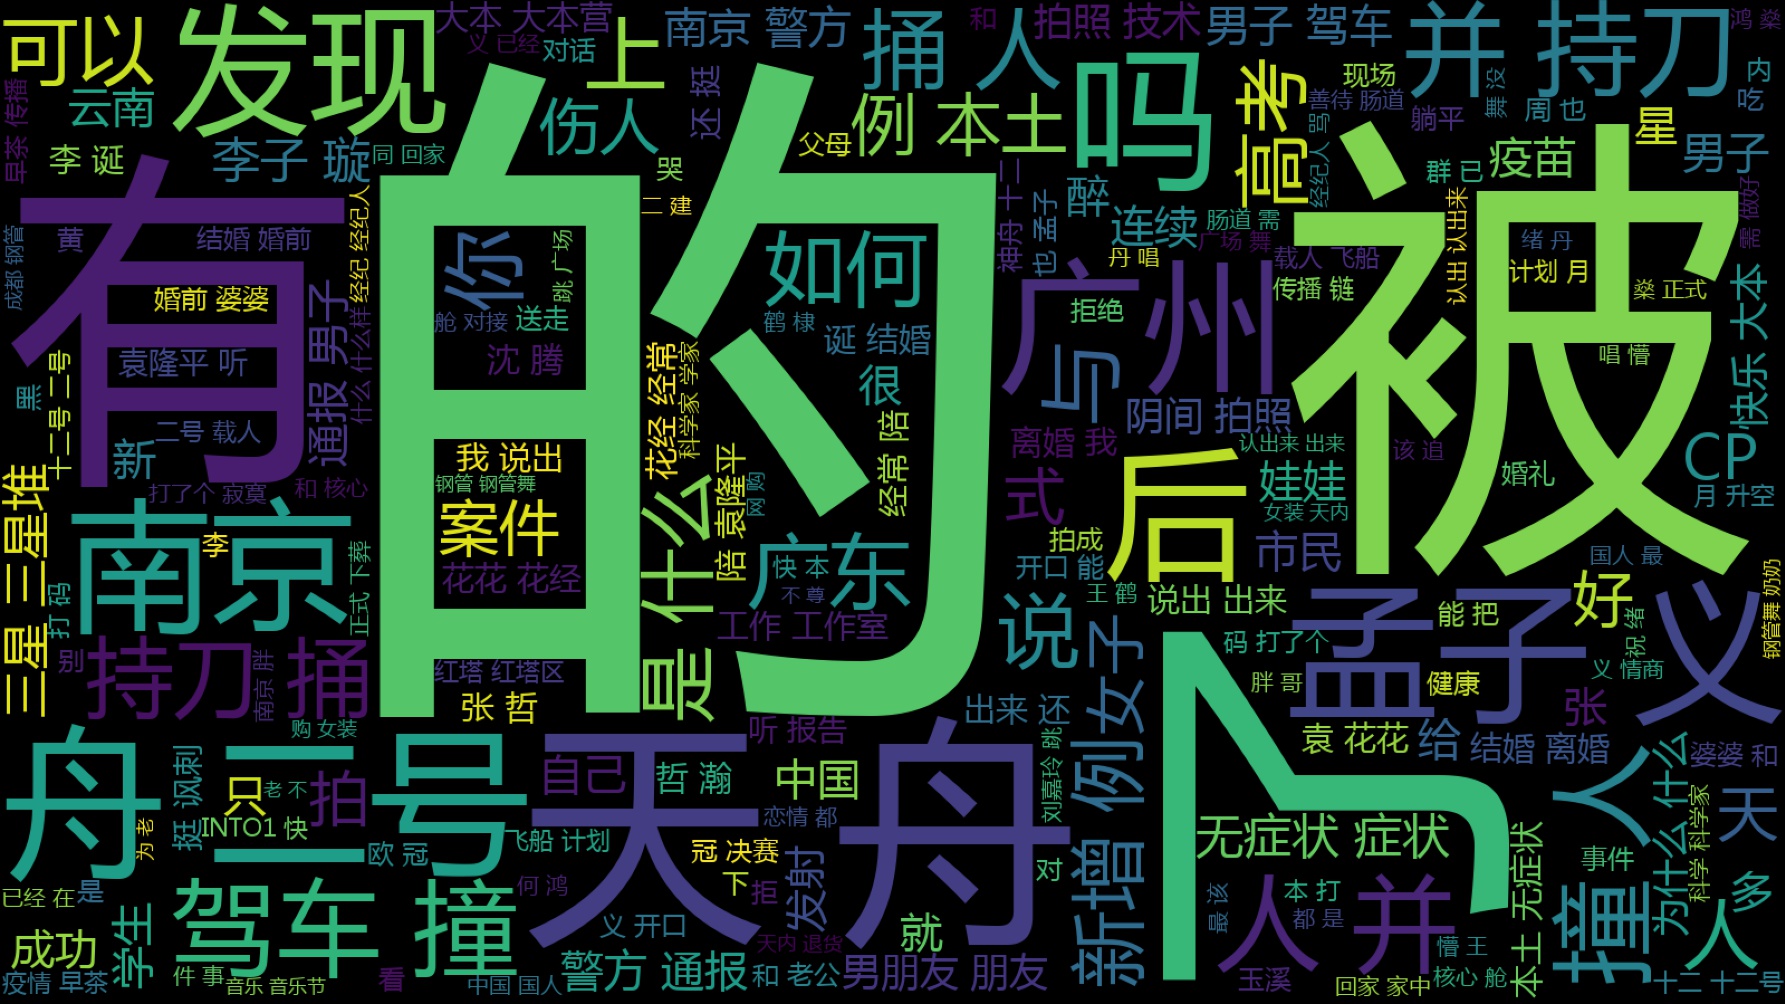 大本 大本营
义 已经
对话
南京 警方
和
拍照 技术
男子 驾车
鸿 燊
可以
发现
上
捅 人
并 持刀
早茶 传播
云南
伤人
还 挺
例 本土
吗
高考
现场
舞 没
内
吃
李 诞
李子 璇
同 回家
父母
善待 肠道
经纪人 骂
躺平
周 也
星
疫苗
男子
哭
二 建
群 已
神舟 十二
也 孟子
醉
连续
肠道 需
广场 舞
载人 飞船
认出 认出来
绪 丹
需 做好
有
的
被
黄
结婚 婚前
经纪 经纪人
你
跳 广场
如何
丹 唱
计划 月
成都 钢管
婚前 婆婆
舱 对接
送走
鹤 棣
诞 结婚
广州
传播 链
拒绝
燊 正式
通报 男子
什么 什么样
袁隆平 听
沈 腾
花经 经常
科学家 学家
很
与
唱 懵
快乐 大本
黑
十二号 二号
二号 载人
新
我 说出
陪 袁隆平
网 购
经常 陪
阴间 拍照
离婚 我
认出来 出来
该 追
CP
三星 三星堆
打了个 寂寞
和 核心
钢管 钢管舞
式
后
娃娃
女装 天内
婚礼
月 升空
南京
李
案件
是 什么
广东
快 本
不 尊
拍成
开口 能
市民
国人 最
打 码
正式 下葬
花花 花经
工作 工作室
说
王 鹤
说出 出来
孟子 义
能 把
好
祝 绪
钢管舞 奶奶
别
持刀 捅
南京 胖
红塔 红塔区
张 哲
听 报告
出来 还
新增 例
女子
码 打了个
胖 哥
健康
义 情商
张
购 女装
袁 花花
给
结婚 离婚
婆婆 和
舟 二号
挺 讽刺
只
老 不
拍
天舟
自己
哲 瀚
中国
刘嘉玲 跳
人
为什么 什么
科学 科学家
天
为 老
INTO1 快
欧 冠
飞船 计划
恋情 都
冠 决赛
下
拒
发射
对
无症状 症状
本土 无症状
事件
已经 在
是
驾车 撞
何 鸿
义 开口
就
最 该
人 并
本 打
都 是
撞
人
多
成功
学生
疫情 早茶
件 事
音乐 音乐节
看
中国 国人
警方 通报
天内 退货
和 老公
男朋友 朋友
玉溪
回家 家中
懵 王
核心 舱
十二 十二号